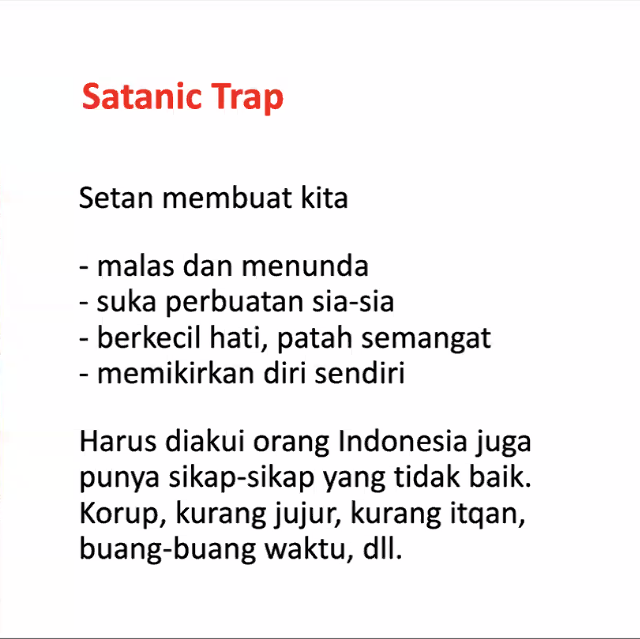 Satanic Trap
Setan membuat kita
- malas dan menunda
- suka perbuatan sia-sia
- berkecil hati, patah semangat
- memikirkan diri sendiri
Harus diakui orang Indonesia juga
punya sikap-sikap yang tidak baik.
Korup, kurang jujur, kurang itqan,
buang-buang waktu, dll.